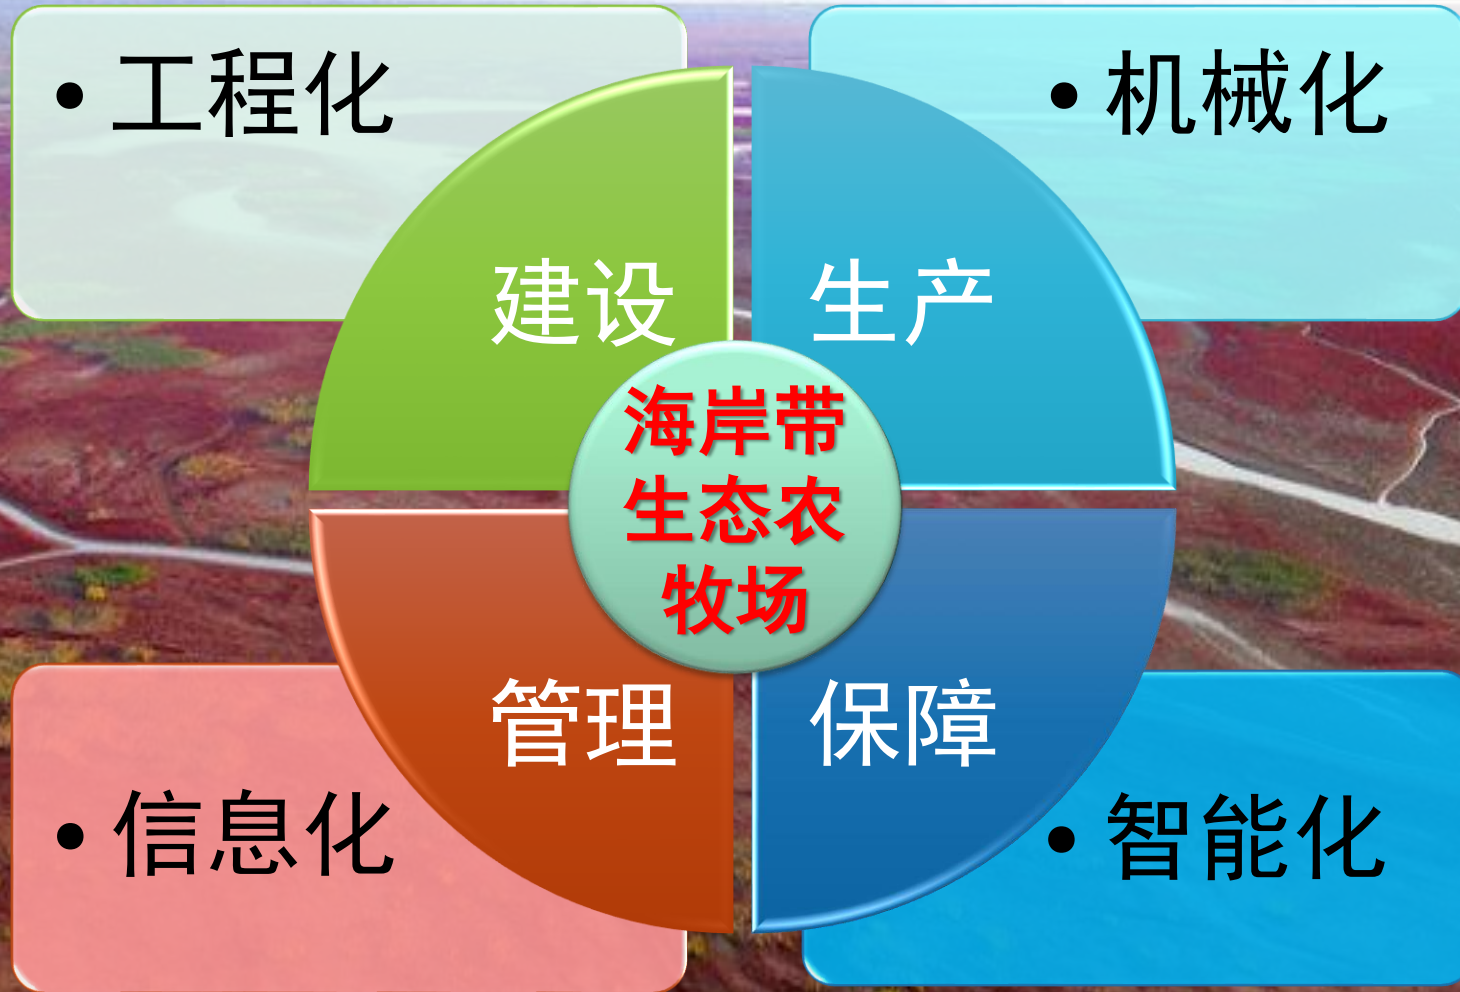 • 工程化
• 机械化
建设
生产
海岸带
生态农
牧场
管理
保障
• 信息化
• 智能化